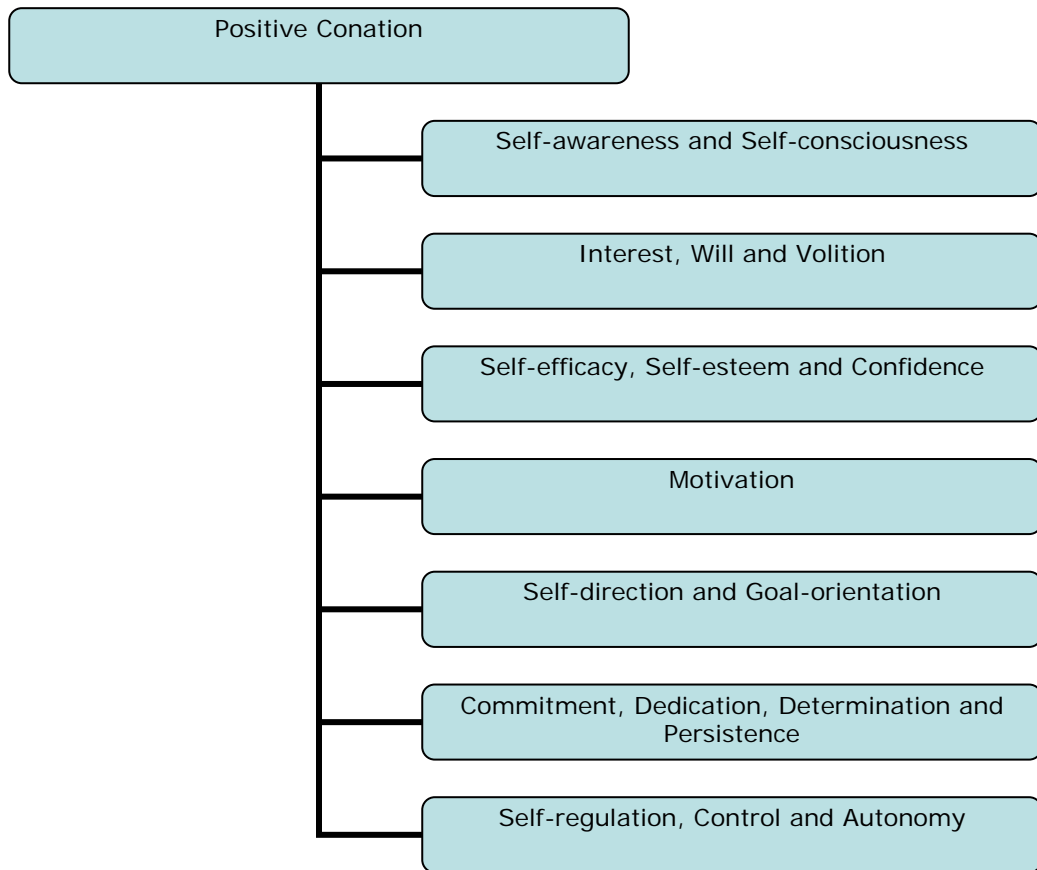 Positive Conation
Self-awareness and Self-consciousness
Interest, Will and Volition
Self-efficacy, Self-esteem and Confidence
Motivation
Self-direction and Goal-orientation
Commitment, Dedication, Determination and
Persistence
Self-regulation, Control and Autonomy